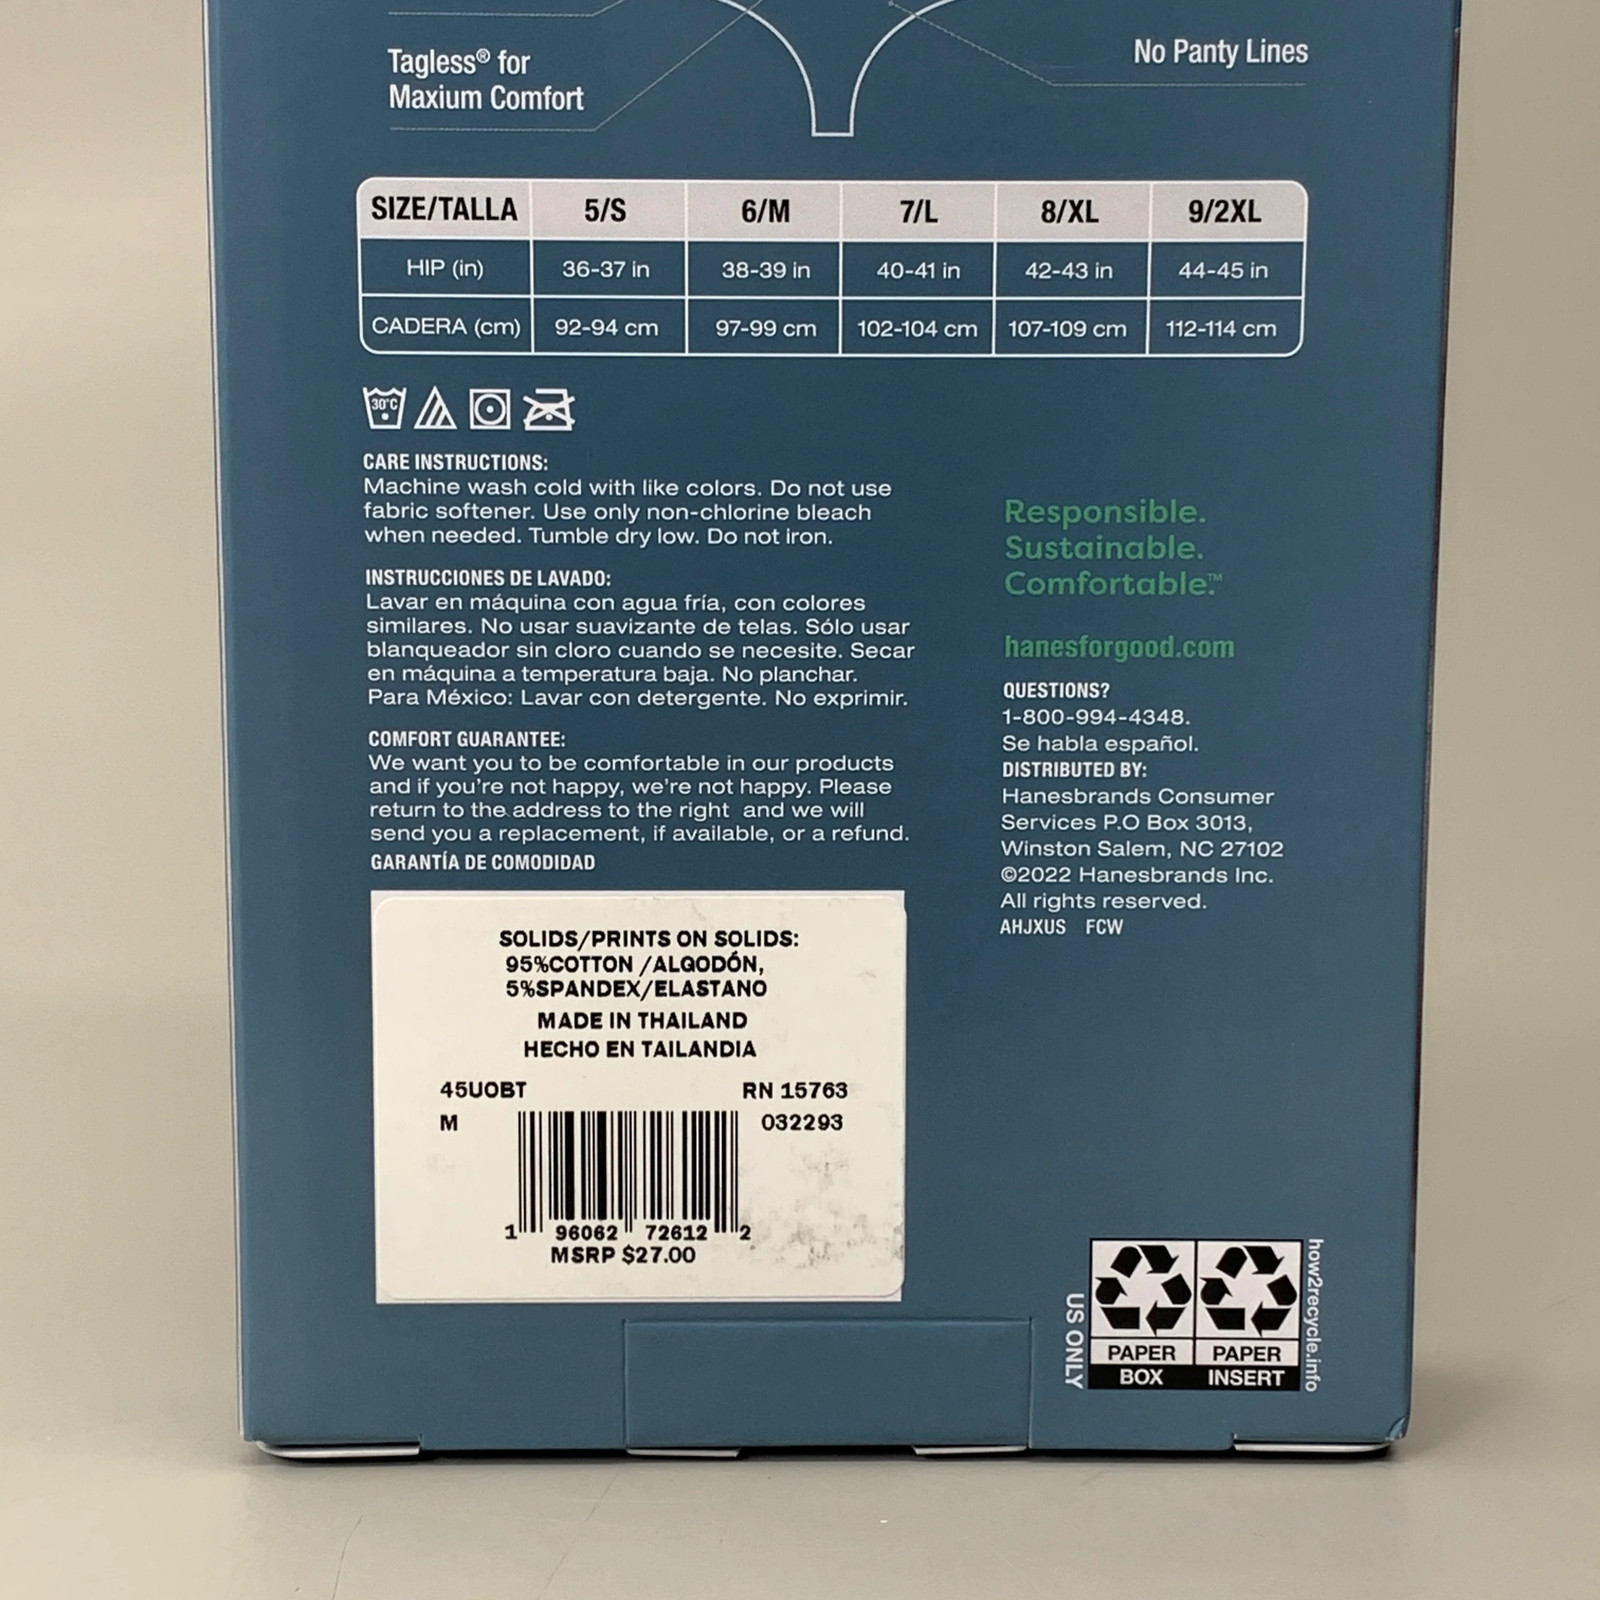 Tagless® for
Maxium Comfort
No Panty Lines
SIZE/TALLA 5/S 6/M 7/L 8/XL 9/2XL
HIP (in) 36-37 in 38-39 in 40-41 in 42-43 in 44-45 in
CADERA (cm) 92-94 cm 97-99 cm 102-104 cm 107-109 cm 112-114 cm
30°C
CARE INSTRUCTIONS:
Machine wash cold with like colors. Do not use
fabric softener. Use only non-chlorine bleach
when needed. Tumble dry low. Do not iron.
INSTRUCCIONES DE LAVADO:
Lavar en máquina con agua fría, con colores
similares. No usar suavizante de telas. Sólo usar
blanqueador sin cloro cuando se necesite. Secar
en máquina a temperatura baja. No planchar.
Para México: Lavar con detergente. No exprimir.
COMFORT GUARANTEE:
We want you to be comfortable in our products
and if you're not happy, we're not happy. Please
return to the address to the right and we will
send you a replacement, if available, or a refund.
GARANTÍA DE COMODIDAD
Responsible.
Sustainable.
Comfortable.™
hanesforgood.com
QUESTIONS?
1-800-994-4348.
Se habla español.
DISTRIBUTED BY:
Hanesbrands Consumer
Services P.O Box 3013,
Winston Salem, NC 27102
©2022 Hanesbrands Inc.
All rights reserved.
AHJXUS FCW
SOLIDS/PRINTS ON SOLIDS:
95%COTTON /ALGODÓN,
5%SPANDEX/ELASTANO
MADE IN THAILAND
HECHO EN TAILANDIA
45UOBT RN 15763
M 032293
1 96062 72612 2
MSRP $27.00
US ONLY
PAPER PAPER
BOX INSERT
how2recycle.info